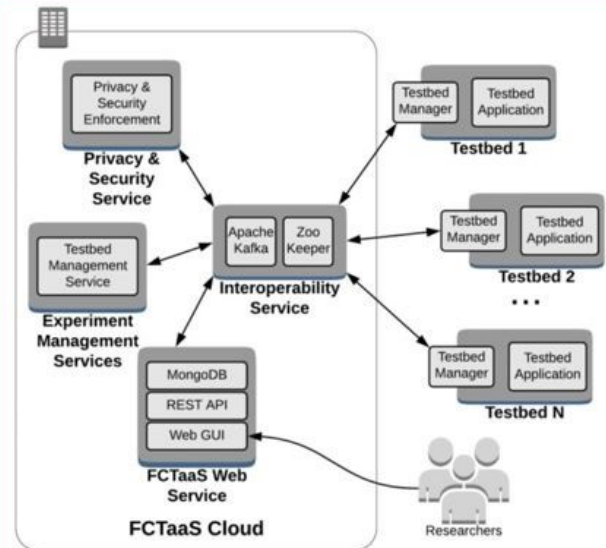 Privacy &
Security
Enforcement
Privacy &
Security
Service
Testbed
Manager
Testbed
Application
Testbed 1
Apache
Kafka
Zoo
Keeper
Interoperability
Service
Testbed
Manager
Testbed
Application
Testbed 2
...
Testbed
Management
Service
Experiment
Management
Services
Testbed
Manager
Testbed
Application
Testbed N
MongoDB
REST API
Web GUI
FCTaaS Web
Service
Researchers
FCTaaS Cloud